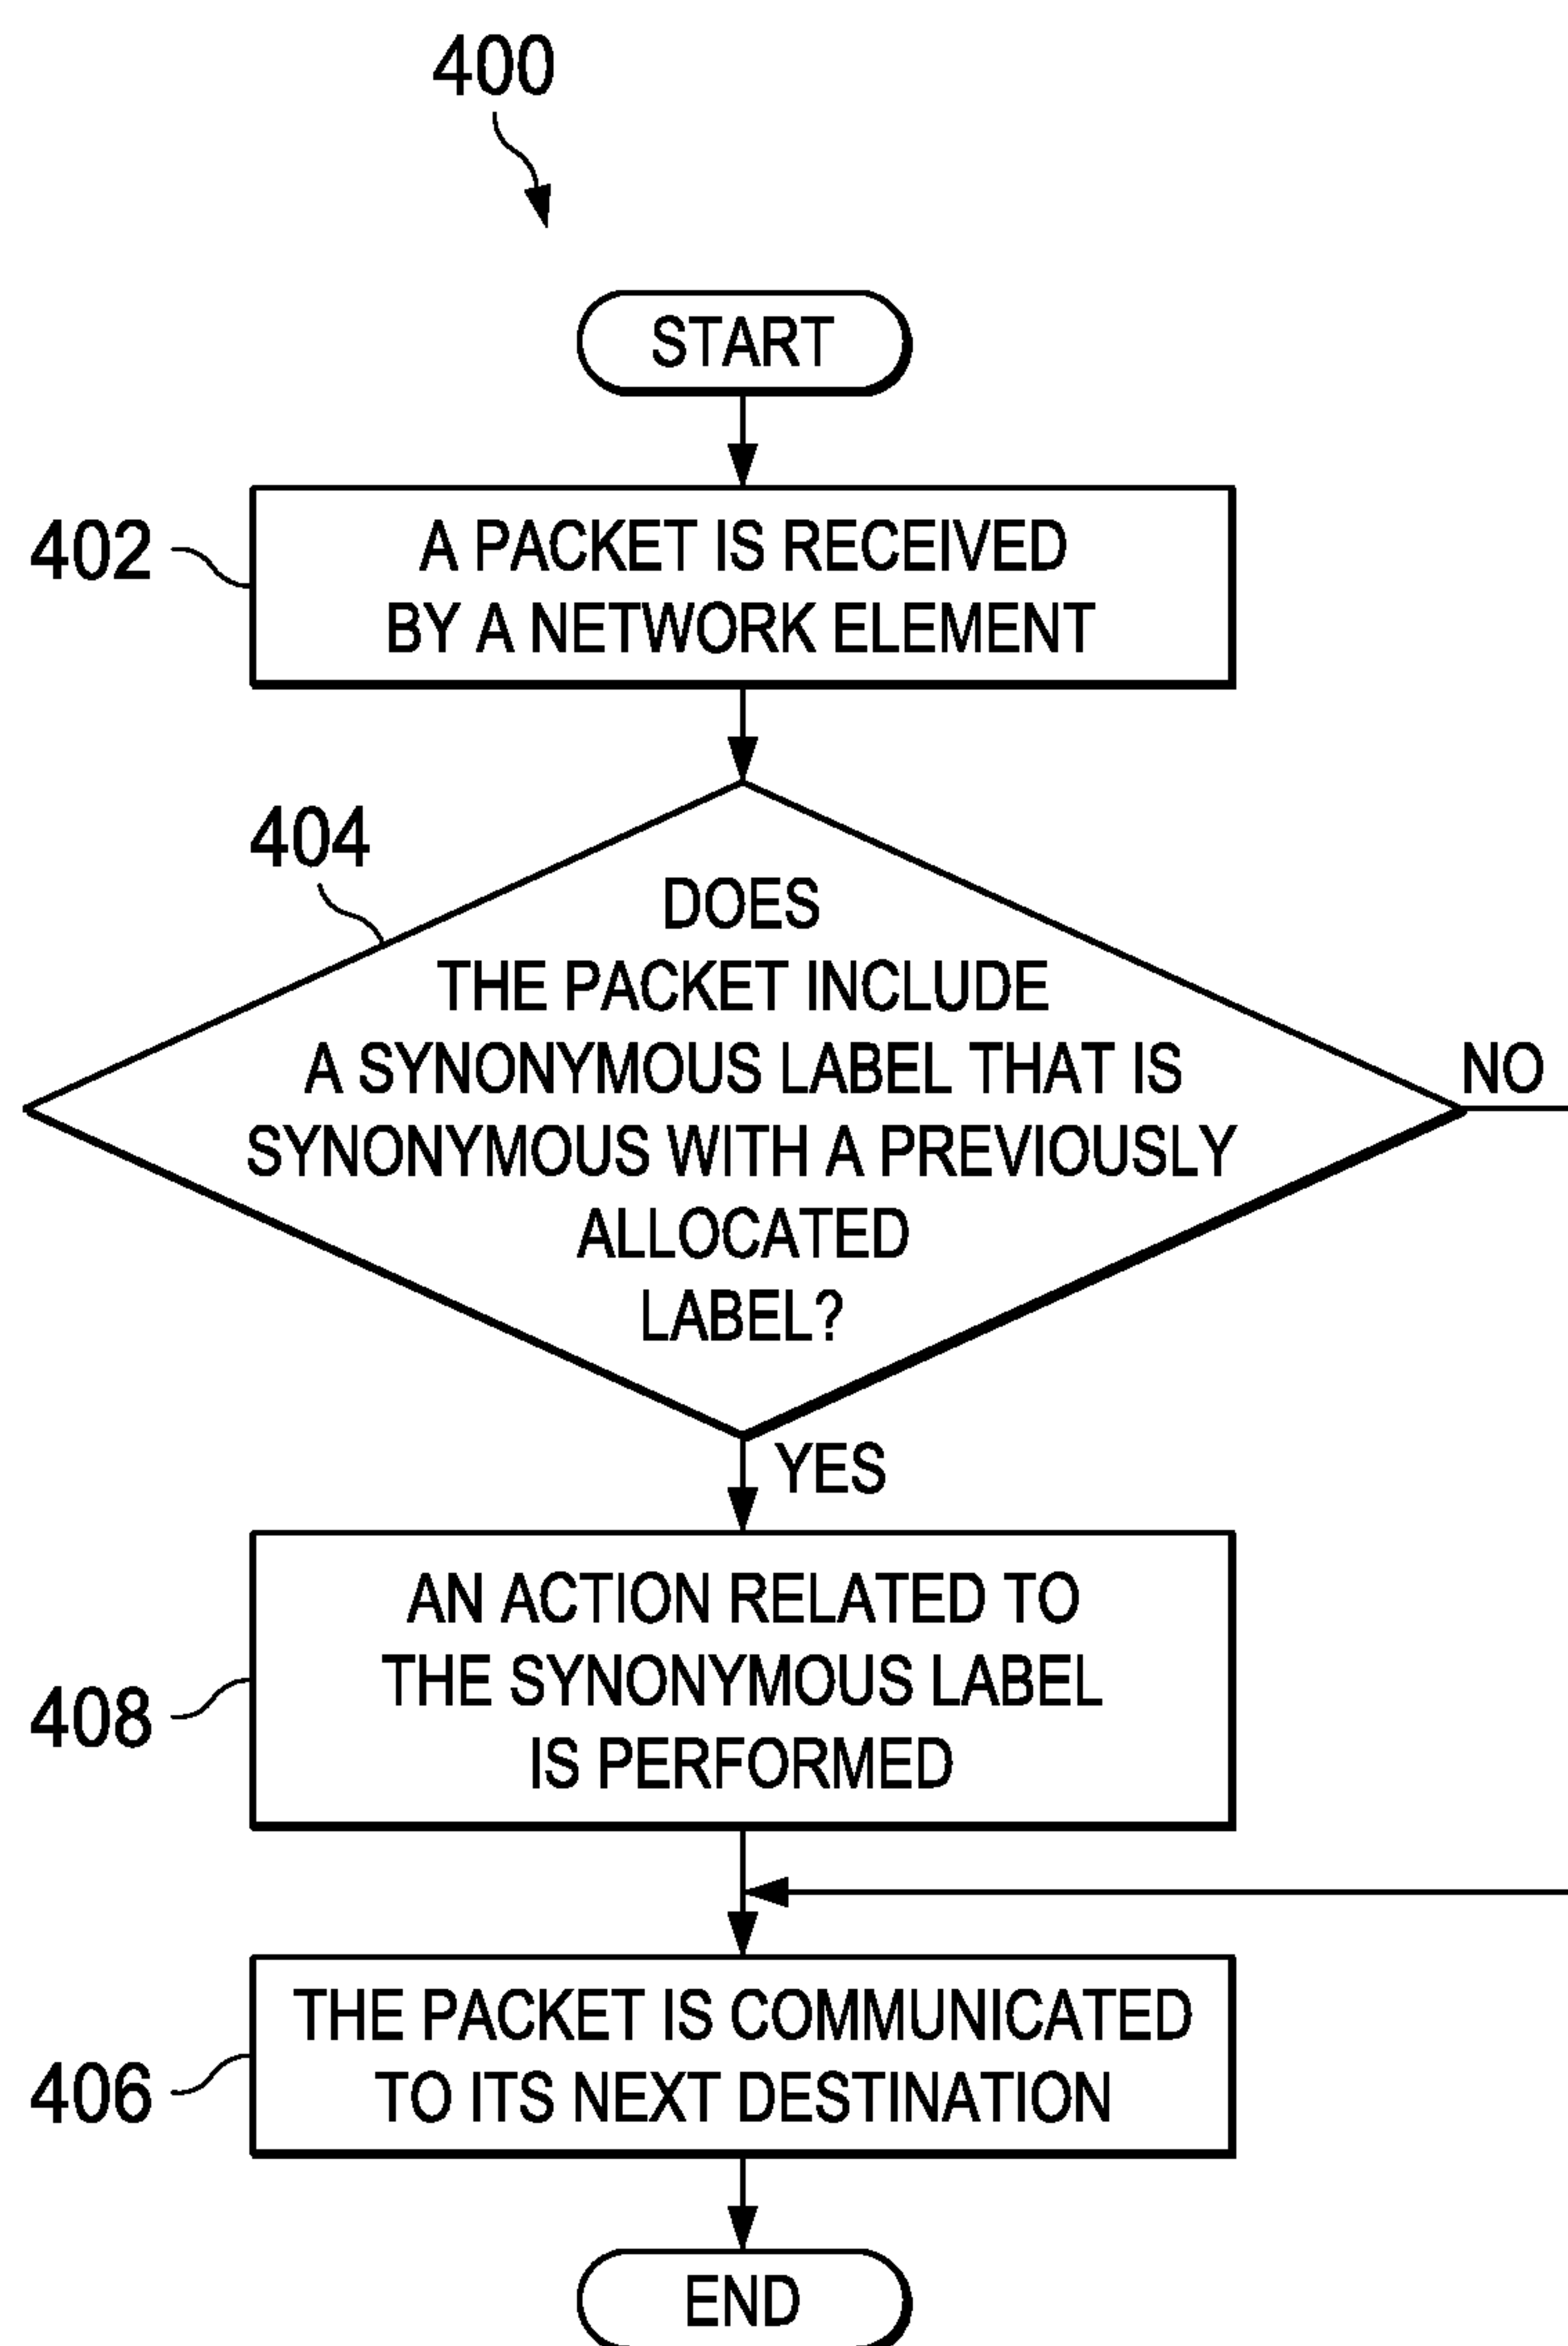 400
START
402
A PACKET IS RECEIVED
BY A NETWORK ELEMENT
404
DOES
THE PACKET INCLUDE
A SYNONYMOUS LABEL THAT IS
SYNONYMOUS WITH A PREVIOUSLY
ALLOCATED
LABEL?
NO
YES
408
AN ACTION RELATED TO
THE SYNONYMOUS LABEL
IS PERFORMED
406
THE PACKET IS COMMUNICATED
TO ITS NEXT DESTINATION
END